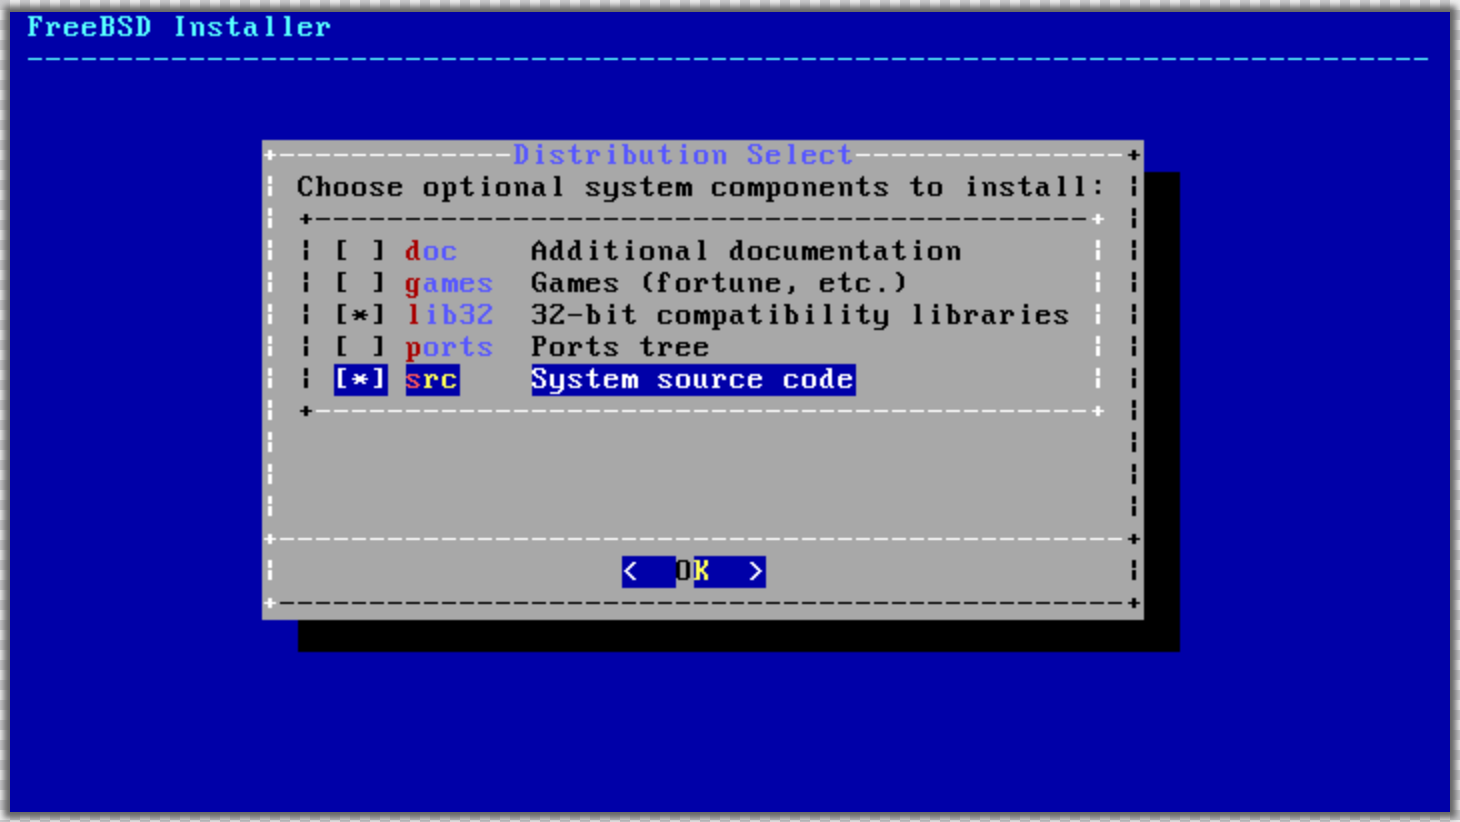 FreeBSD Installer
Distribution Select
Choose optional system components to install:
[ ] doc Additional documentation
[ ] games Games (fortune, etc.)
[*] lib32 32-bit compatibility libraries
[ ] ports Ports tree
[*] src System source code
< OK >